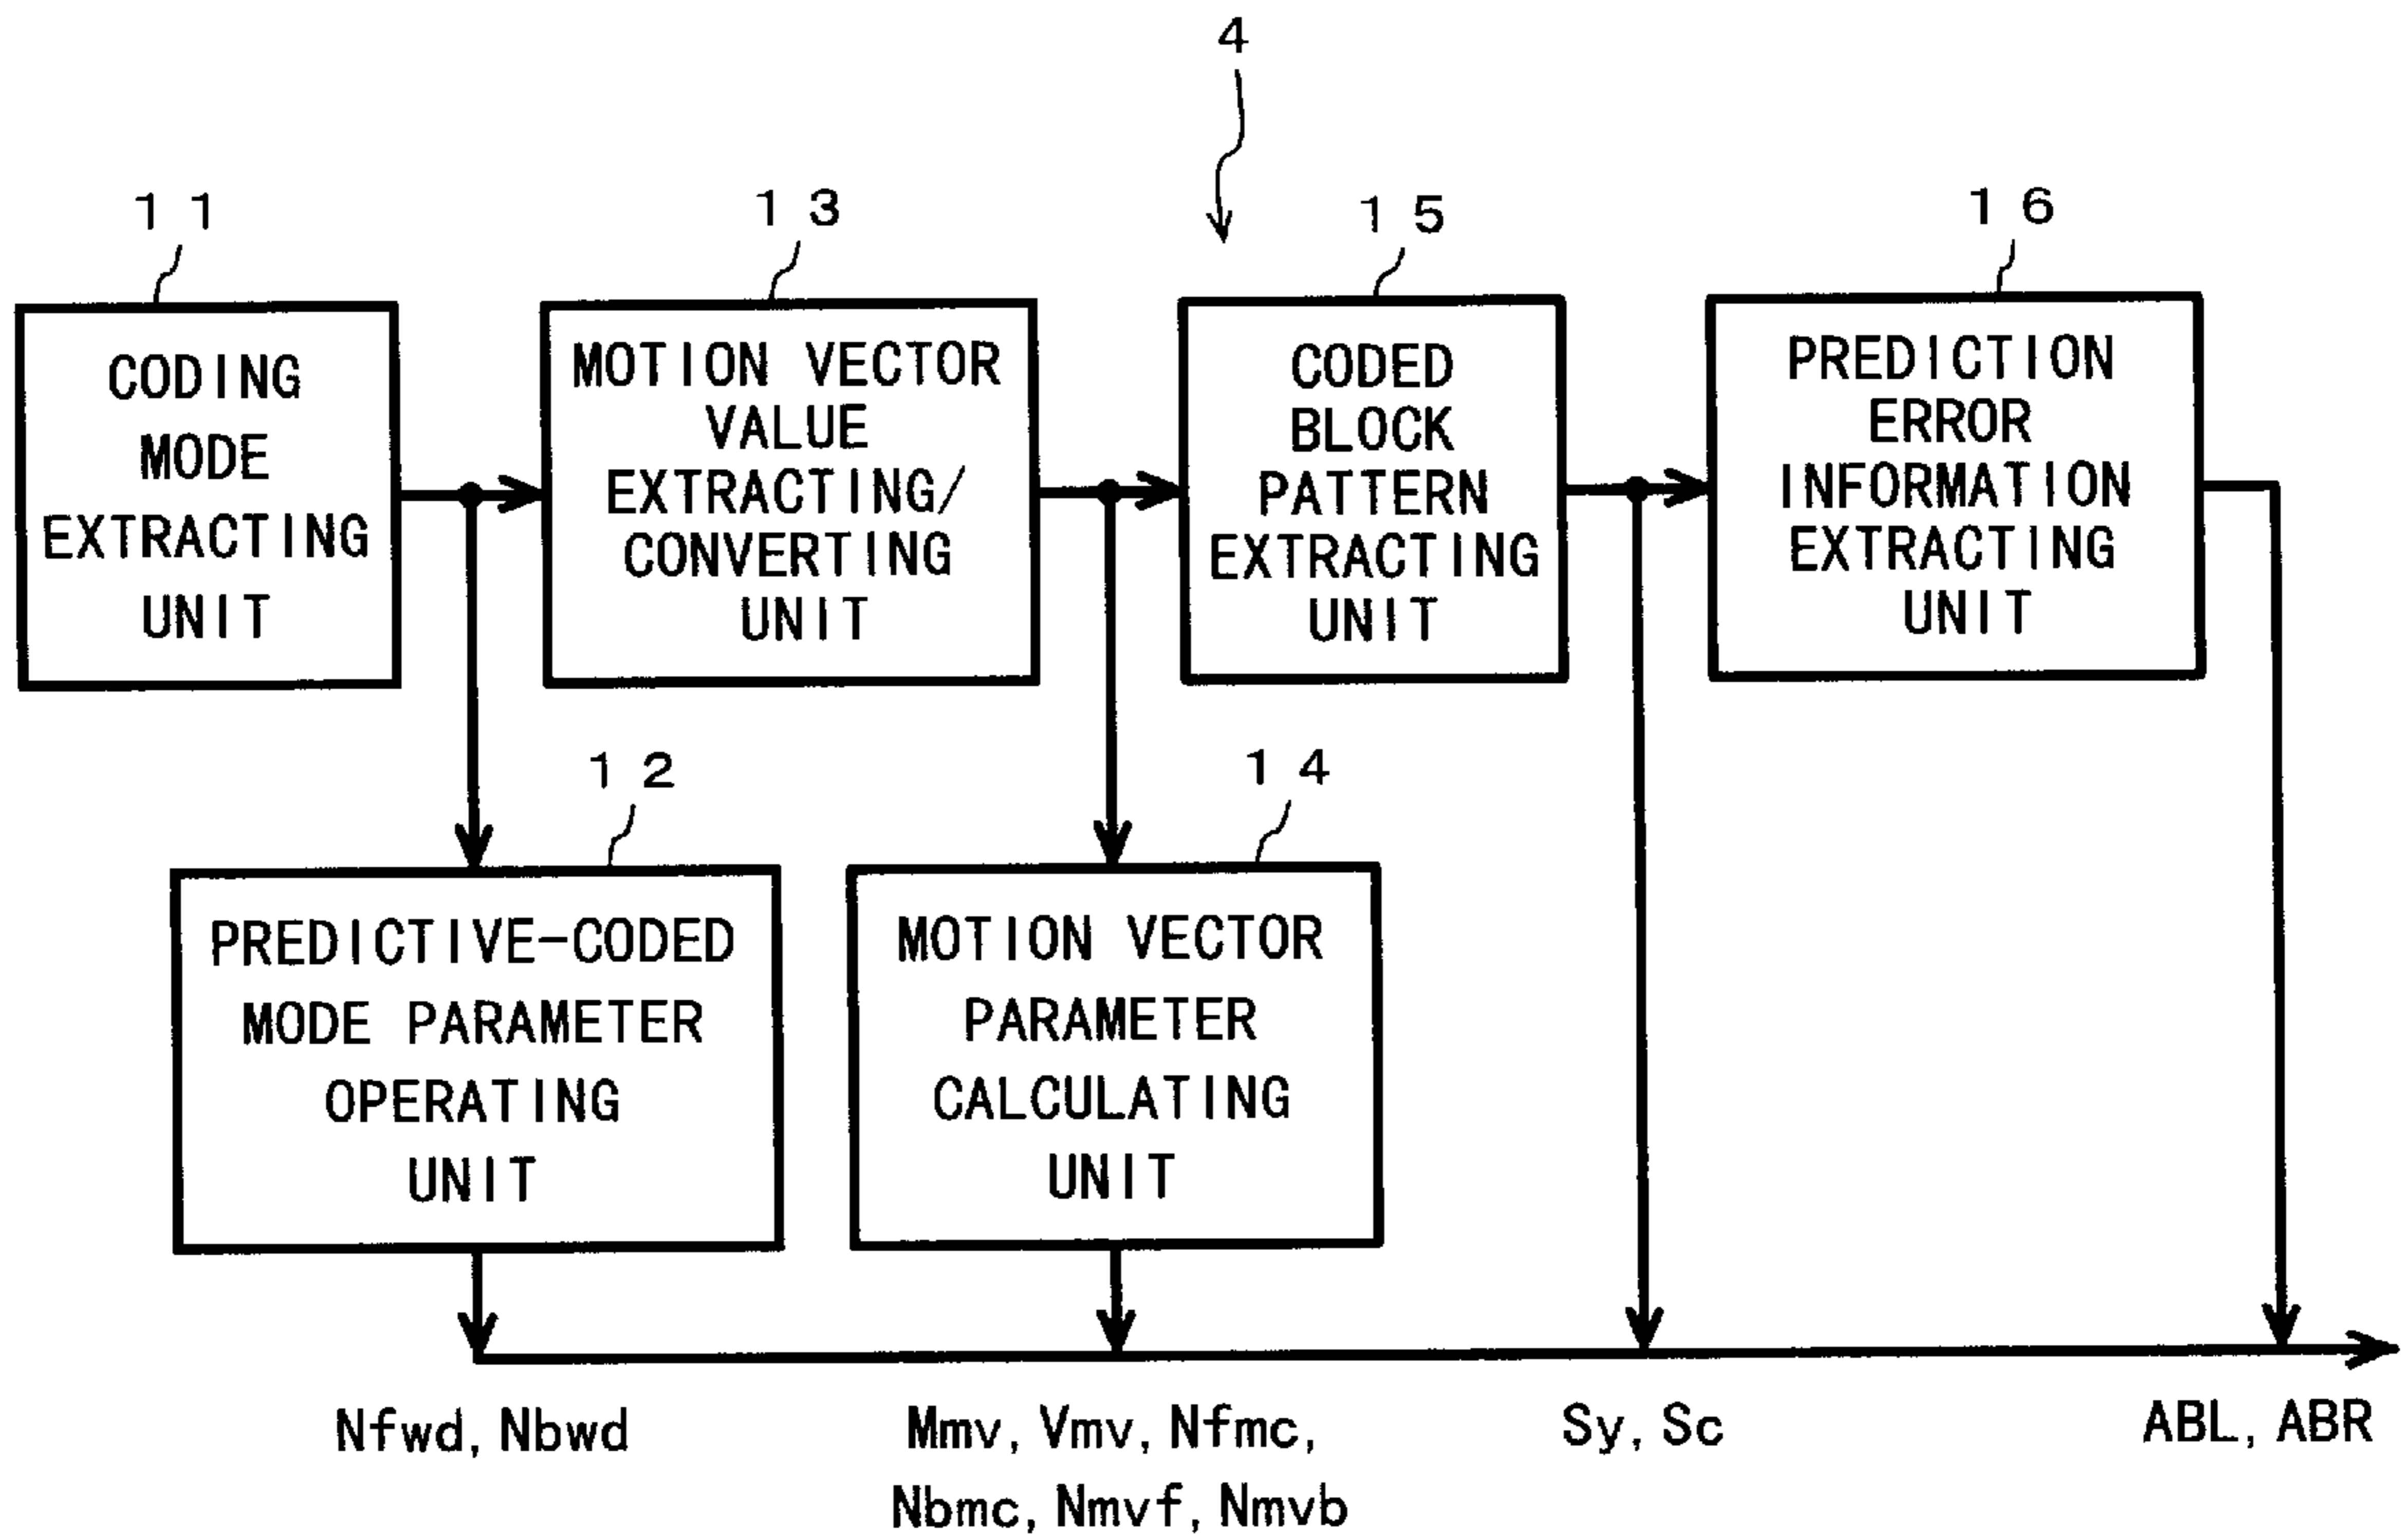 4
11
13
15
16
CODING
MODE
EXTRACTING
UNIT
MOTION VECTOR
VALUE
EXTRACTING/
CONVERTING
UNIT
CODED
BLOCK
PATTERN
EXTRACTING
UNIT
PREDICTION
ERROR
INFORMATION
EXTRACTING
UNIT
12
14
PREDICTIVE-CODED
MODE PARAMETER
OPERATING
UNIT
MOTION VECTOR
PARAMETER
CALCULATING
UNIT
Nfwd, Nbwd
Mmv, Vmv, Nfmc,
Nbmc, Nmvf, Nmvb
Sy, Sc
ABL, ABR